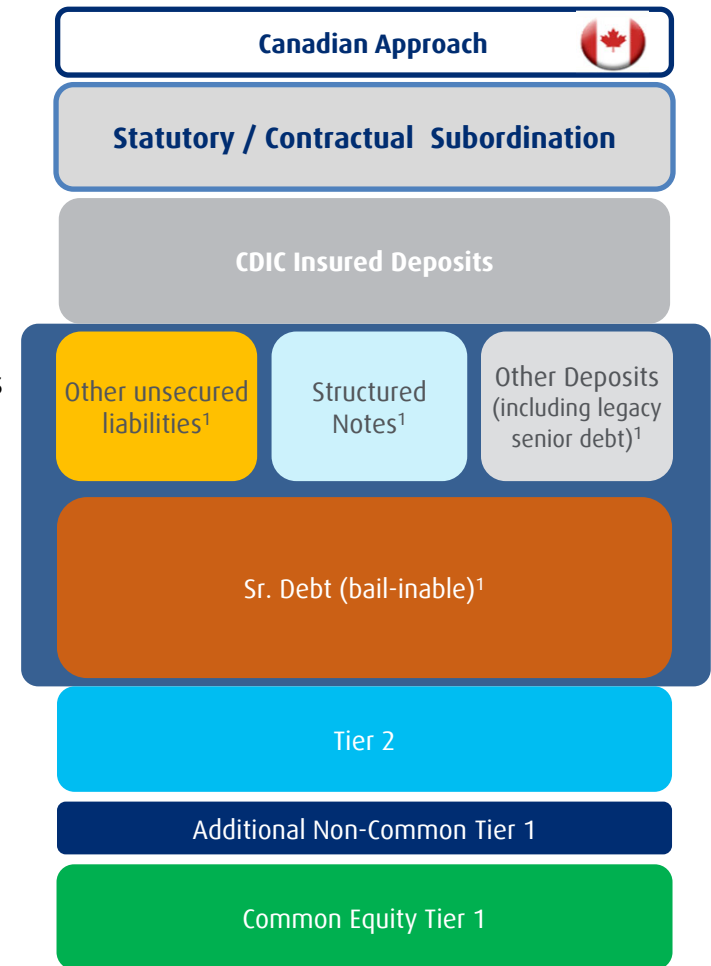 Canadian Approach
Statutory / Contractual Subordination
CDIC Insured Deposits
s
Other unsecured
liabilities¹
Structured
Notes¹
Other Deposits
(including legacy
senior debt)¹
Sr. Debt (bail-inable)¹
Tier 2
Additional Non-Common Tier 1
Common Equity Tier 1